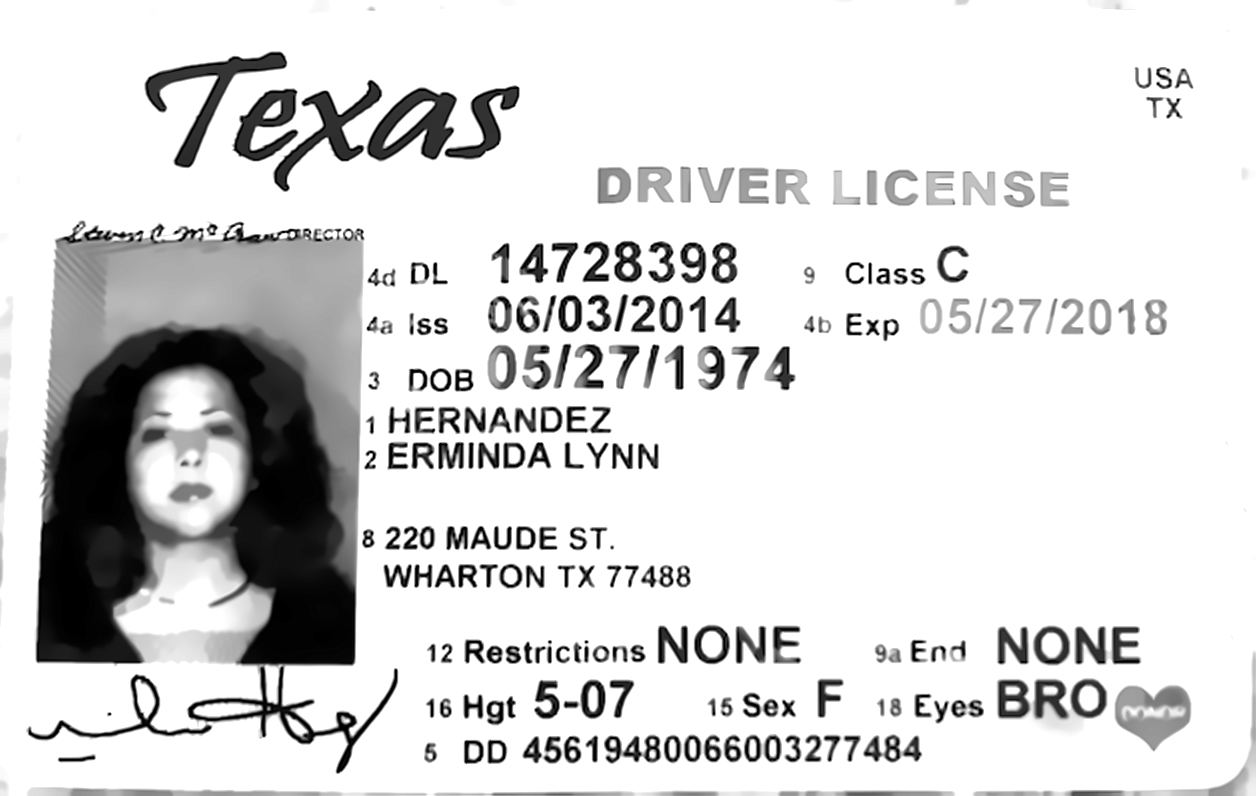 Texas
USA
TX
DRIVER LICENSE
DIRECTOR
4d DL 14728398 9 Class C
4a Iss 06/03/2014 4b Exp 05/27/2018
3 DOB 05/27/1974
1 HERNANDEZ
2 ERMINDA LYNN
8 220 MAUDE ST.
WHARTON TX 77488
12 Restrictions NONE 9a End NONE
16 Hgt 5-07 15 Sex F 18 Eyes BRO DONOR
5 DD 45619480066003277484